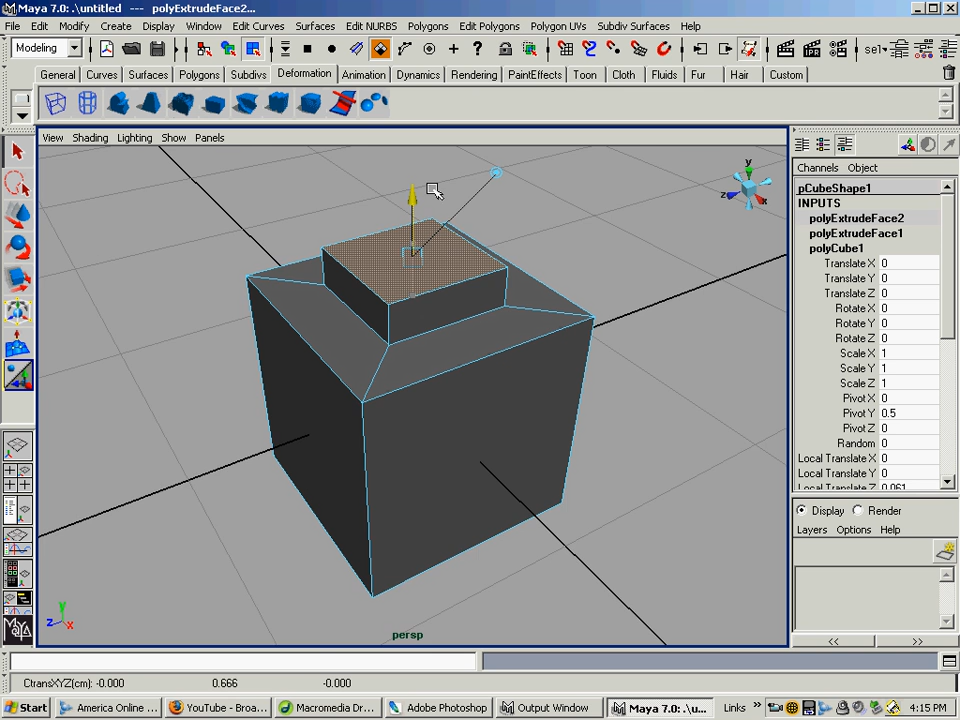 Maya 7.0: .\untitled --- polyExtrudeFace2...
File Edit Modify Create Display Window Edit Curves Surfaces Edit NURBS Polygons Edit Polygons Polygon UVs Subdiv Surfaces Help
Modeling sel
General Curves Surfaces Polygons Subdivs Deformation Animation Dynamics Rendering PaintEffects Toon Cloth Fluids Fur Hair Custom
View Shading Lighting Show Panels
Channels Object
pCubeShape1
INPUTS
polyExtrudeFace2
polyExtrudeFace1
polyCube1
Translate X 0
Translate Y 0
Translate Z 0
Rotate X 0
Rotate Y 0
Rotate Z 0
Scale X 1
Scale Y 1
Scale Z 1
Pivot X 0
Pivot Y 0.5
Pivot Z 0
Random 0
Local Translate X 0
Local Translate Y 0
Local Translate Z 0.061
y
z x
Display Render
Layers Options Help
y
z x
persp
<< >>
CtransXYZ(cm): -0.000 0.666 -0.000
Start America Online ... YouTube - Broa... Macromedia Dr... Adobe Photoshop Output Window Maya 7.0: .\u... Links » 4:15 PM